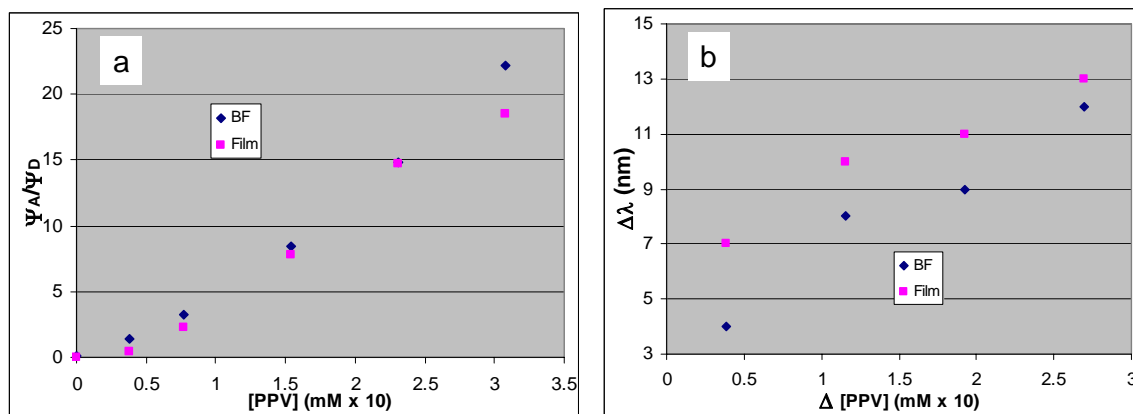 a
25
20
15
10
5
0
ΨA/ΨD
BF
Film
0 0.5 1 1.5 2 2.5 3 3.5
[PPV] (mM x 10)
b
15
13
11
9
7
5
3
Δλ (nm)
BF
Film
0 0.5 1 1.5 2 2.5 3
Δ [PPV] (mM x 10)